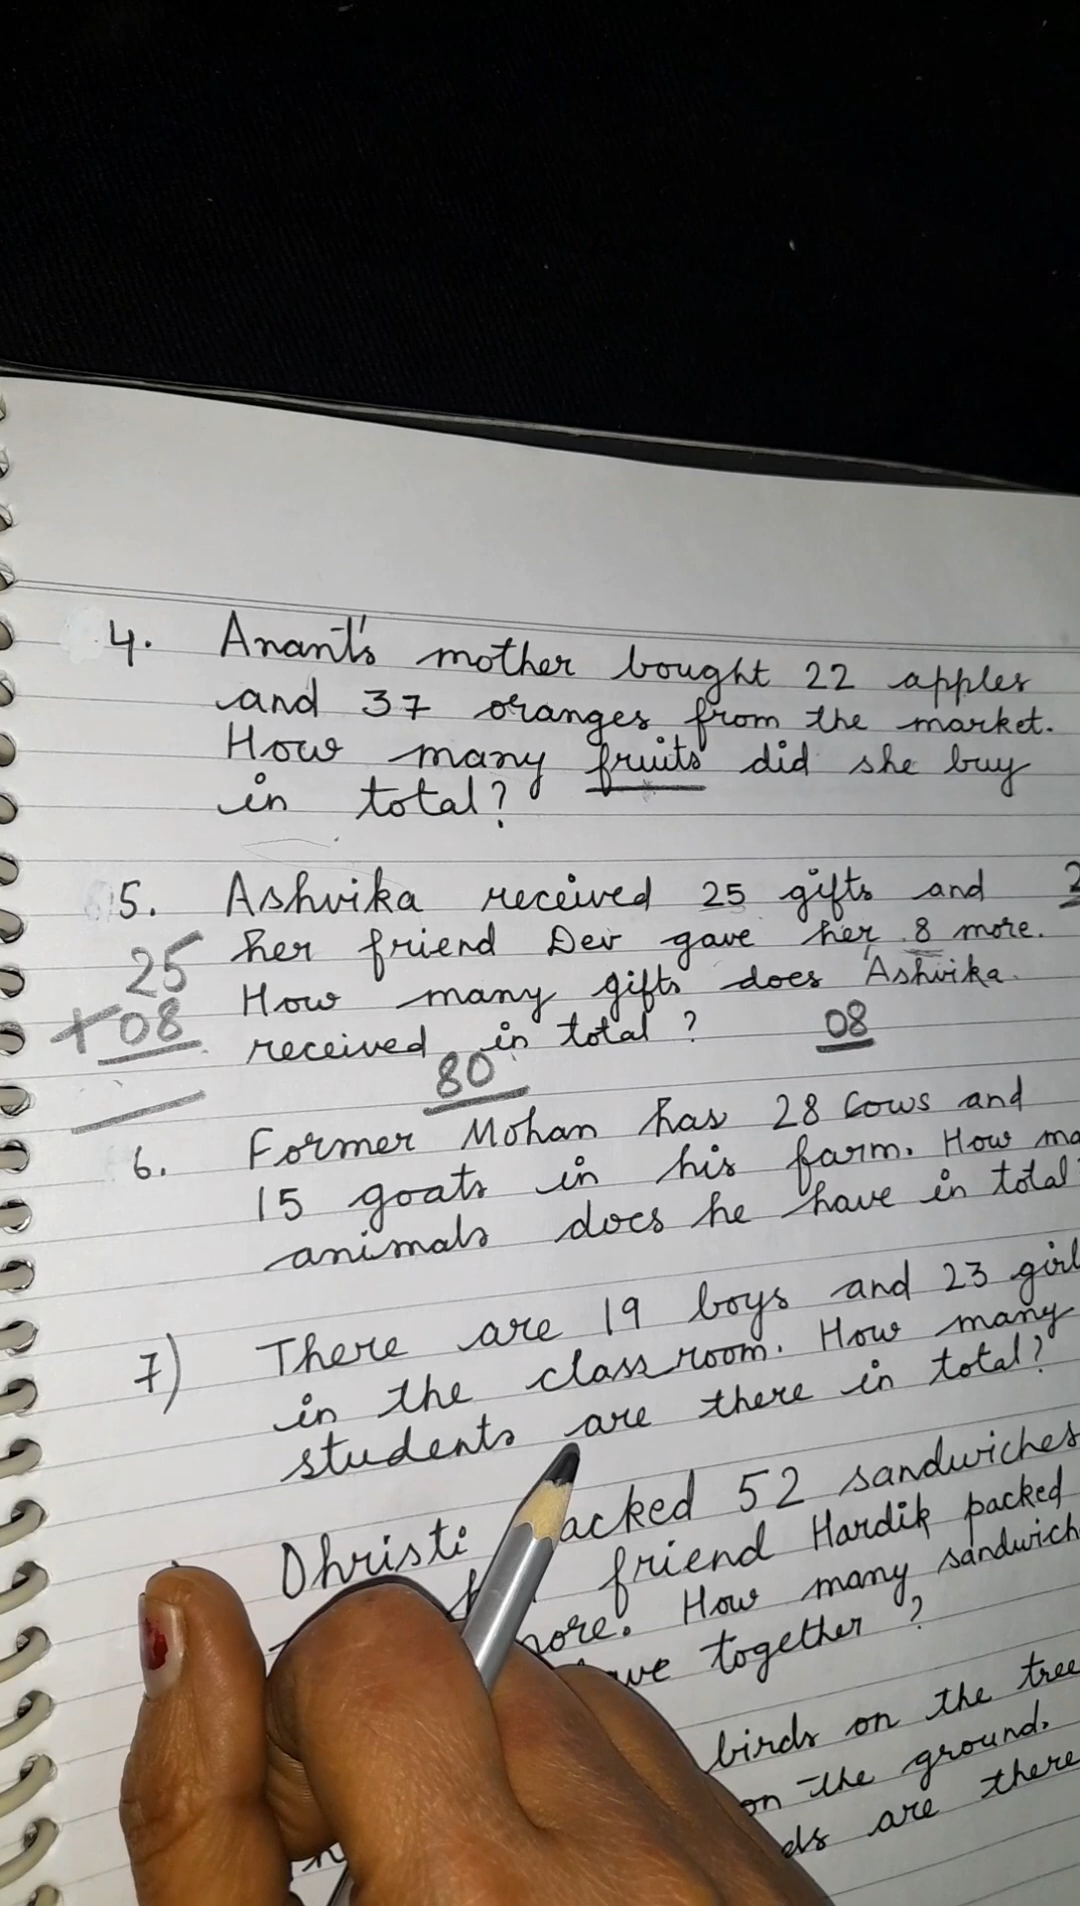 4. Anant's mother bought 22 apples
and 37 oranges from the market.
How many fruits did she buy
in total?
5. Ashvika received 25 gifts and
her friend Dev gave her 8 more.
How many gifts does Ashvika
received in total?
25
+ 08
08
80
6. Former Mohan has 28 Cows and
15 goats in his farm. How
animals does he have in total
7) There are 19 boys and 23
in the classroom. How many
students are there in total?
Dhristi 52 sandwiches
friend Hardik packed
How many
together ?
birds on the tree
on the ground.
are there